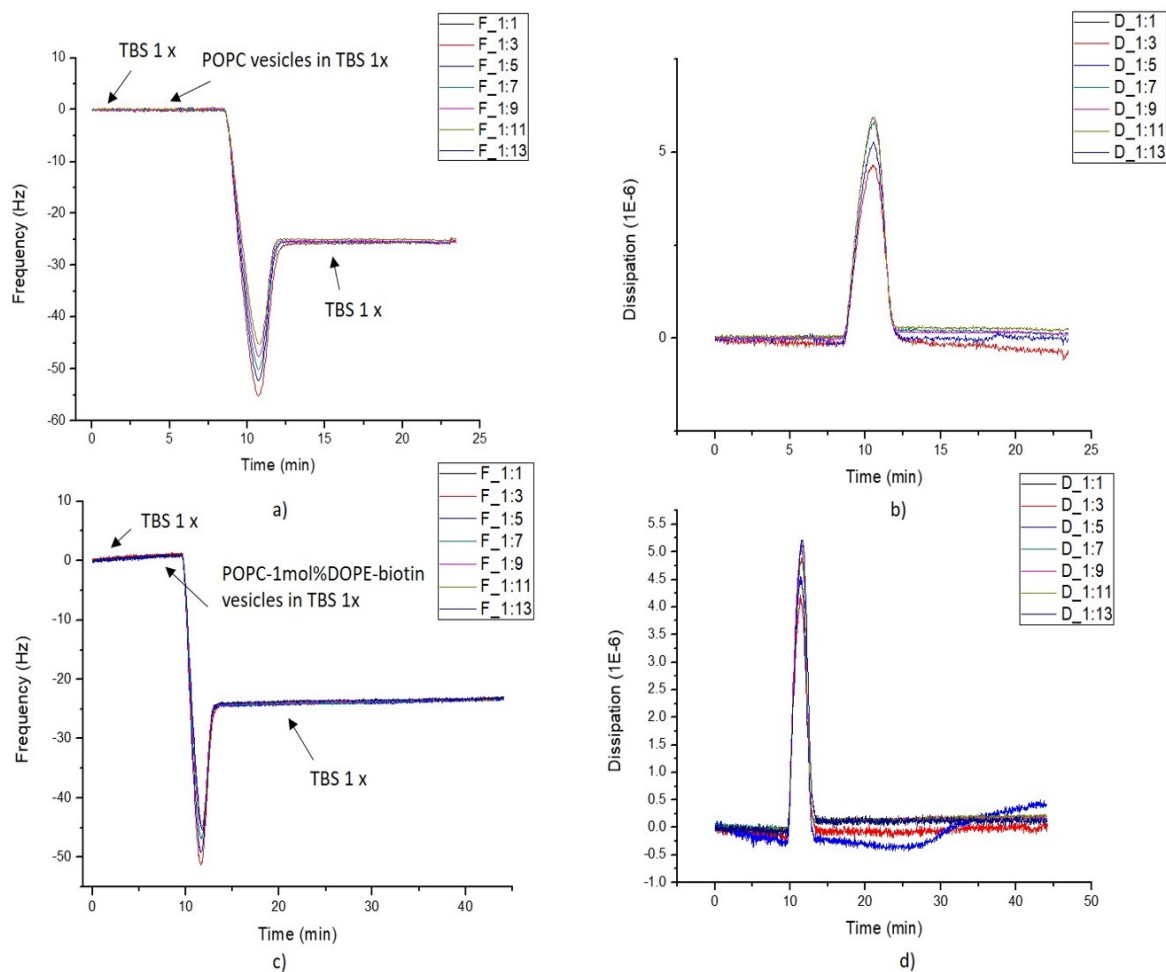 F_1:1
F_1:3
F_1:5
F_1:7
F_1:9
F_1:11
F_1:13
TBS 1 x
POPC vesicles in TBS 1x
TBS 1 x
10
0
-10
-20
-30
-40
-50
-60
Frequency (Hz)
0
5
10
15
20
25
Time (min)
a)
D_1:1
D_1:3
D_1:5
D_1:7
D_1:9
D_1:11
D_1:13
5
0
Dissipation (1E-6)
0
5
10
15
20
25
Time (min)
b)
F_1:1
F_1:3
F_1:5
F_1:7
F_1:9
F_1:11
F_1:13
TBS 1 x
POPC-1mol%DOPE-biotin
vesicles in TBS 1x
TBS 1 x
10
0
-10
-20
-30
-40
-50
Frequency (Hz)
0
10
20
30
40
Time (min)
c)
D_1:1
D_1:3
D_1:5
D_1:7
D_1:9
D_1:11
D_1:13
5.5
5.0
4.5
4.0
3.5
3.0
2.5
2.0
1.5
1.0
0.5
0.0
-0.5
-1.0
Dissipation (1E-6)
0
10
20
30
40
50
Time (min)
d)